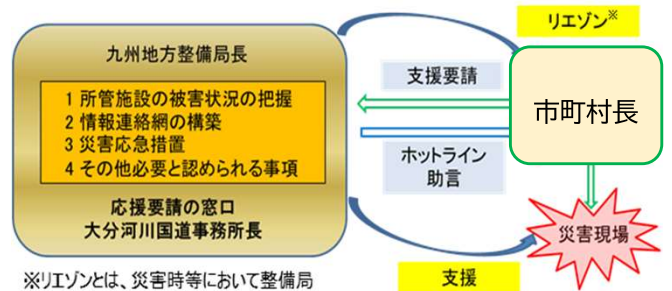 九州地方整備局長
1 所管施設の被害状況の把握
2 情報連絡網の構築
3 災害応急措置
4 その他必要と認められる事項
応援要請の窓口
大分河川国道事務所長
リエゾン※
支援要請
ホットライン
助言
市町村長
災害現場
支援
※リエゾンとは、災害時等において整備局